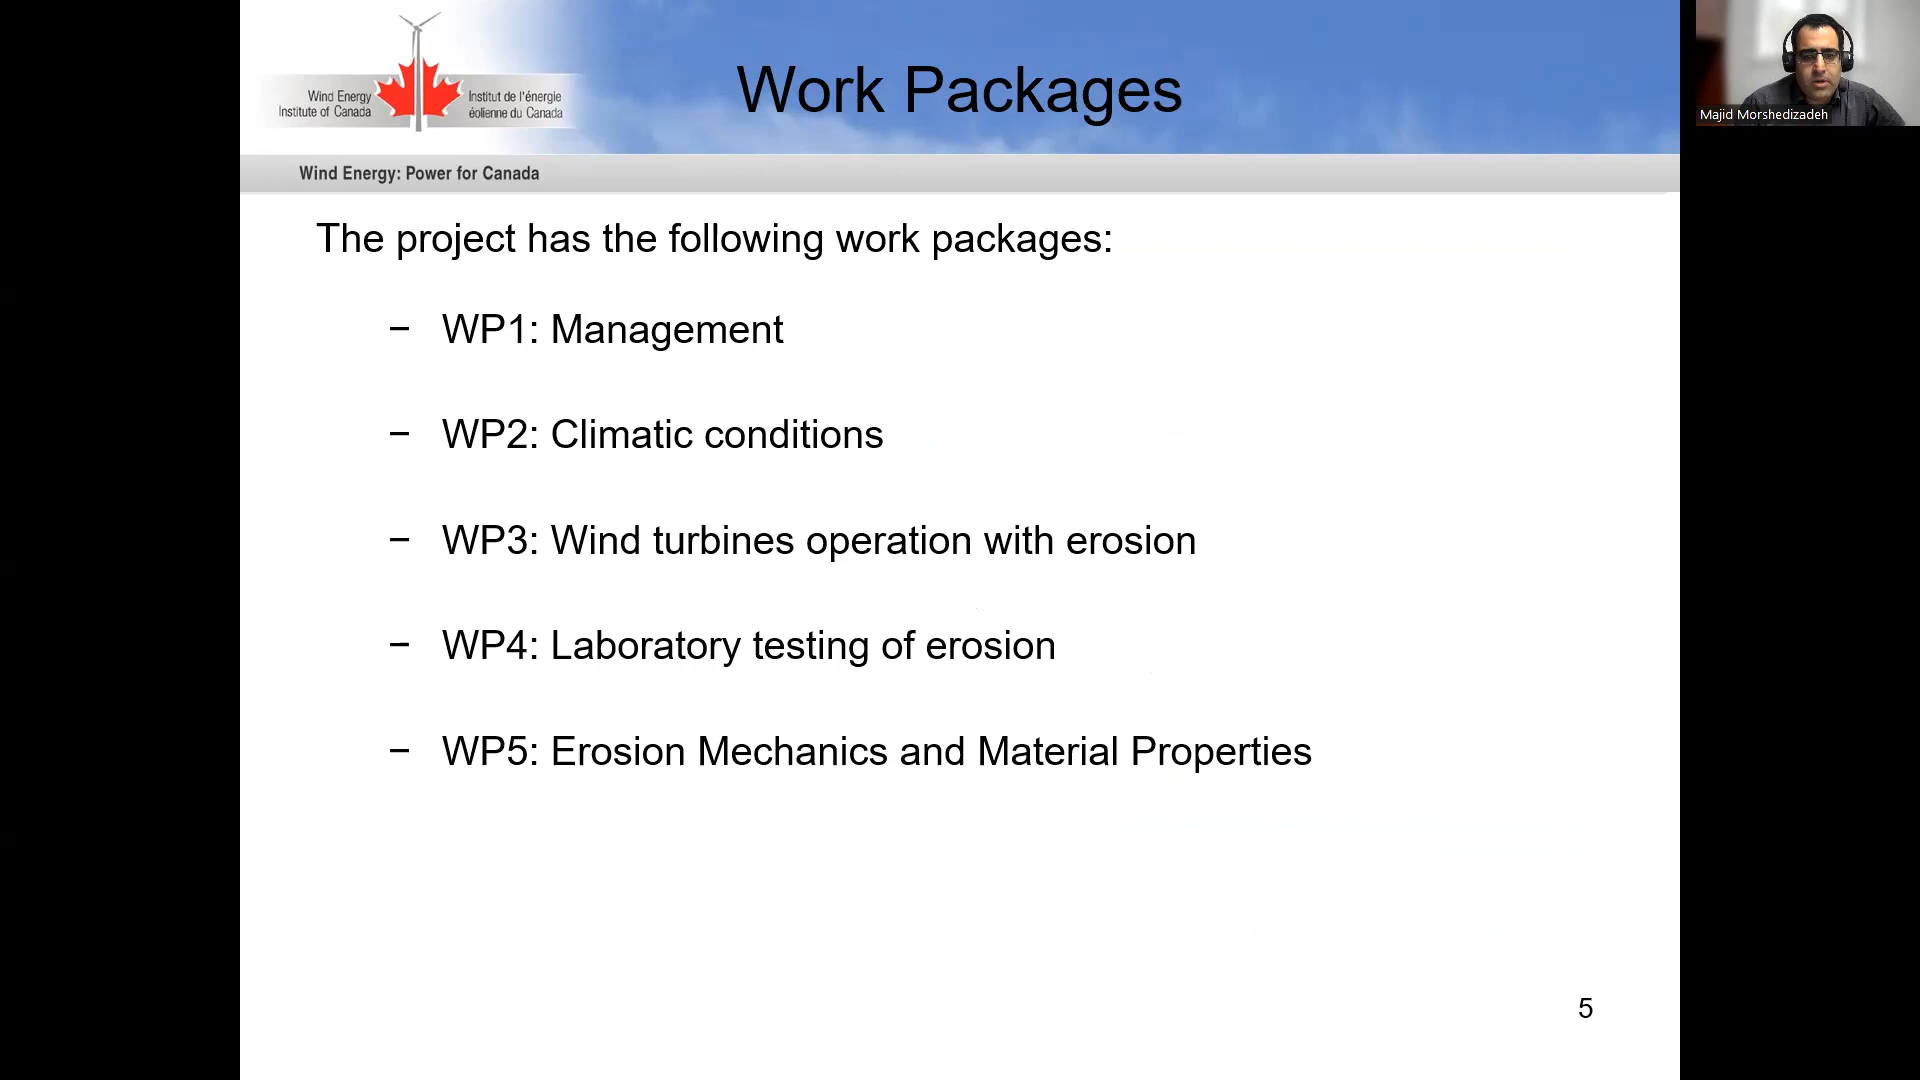 Wind Energy
Institute of Canada
Institut de l'énergie
éolienne du Canada
Work Packages
Majid Morshedizadeh
Wind Energy: Power for Canada
The project has the following work packages:
− WP1: Management
− WP2: Climatic conditions
− WP3: Wind turbines operation with erosion
− WP4: Laboratory testing of erosion
− WP5: Erosion Mechanics and Material Properties
5